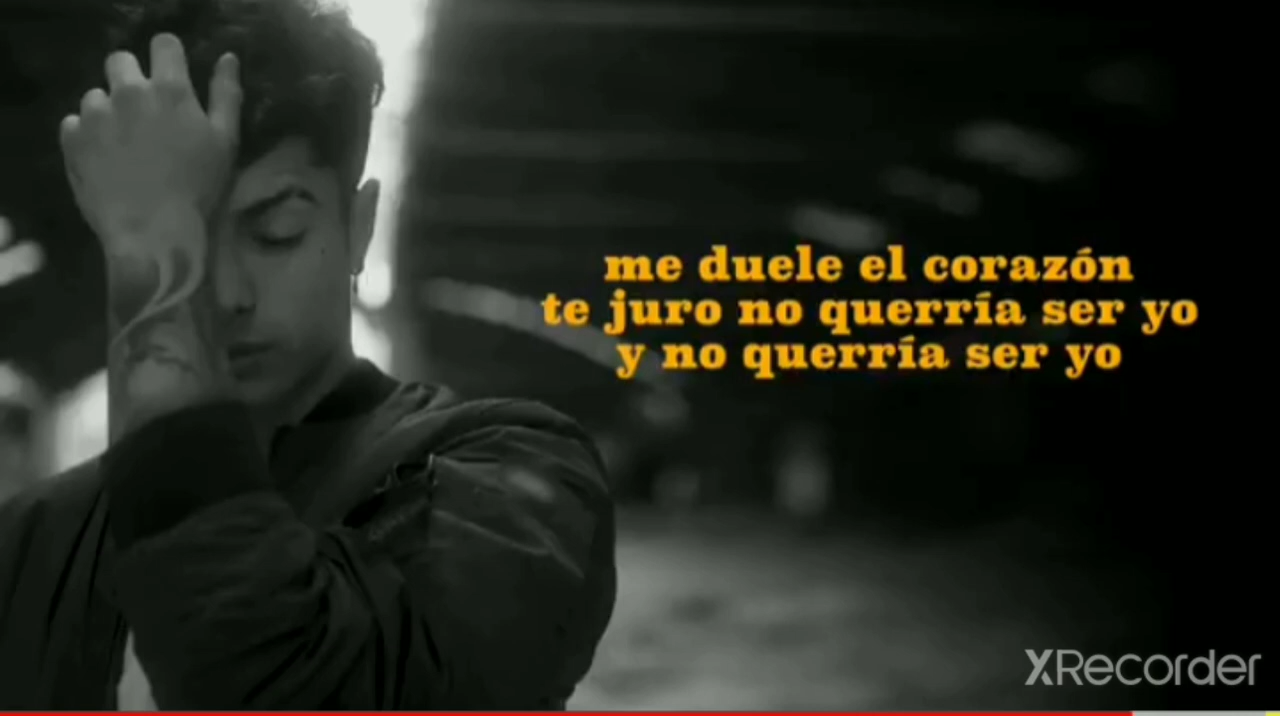 me duele el corazón
te juro no querría ser yo
y no querría ser yo
XRecorder